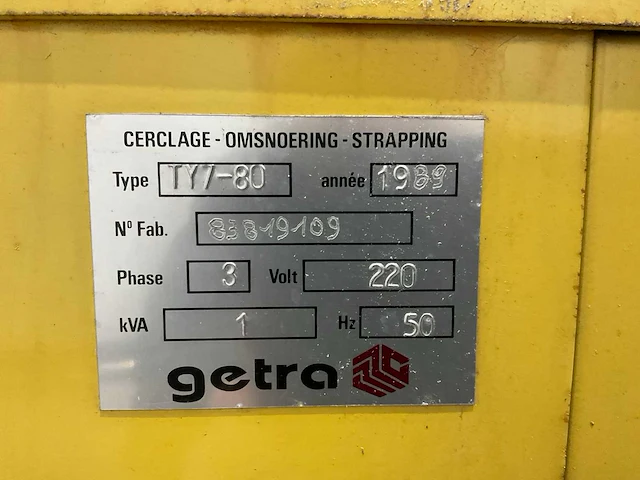 CERCLAGE - OMSNOERING - STRAPPING
Type TY7-80 année 1989
Nº Fab. 83819109
Phase 3 Volt 220
kVA 1 Hz 50
getra